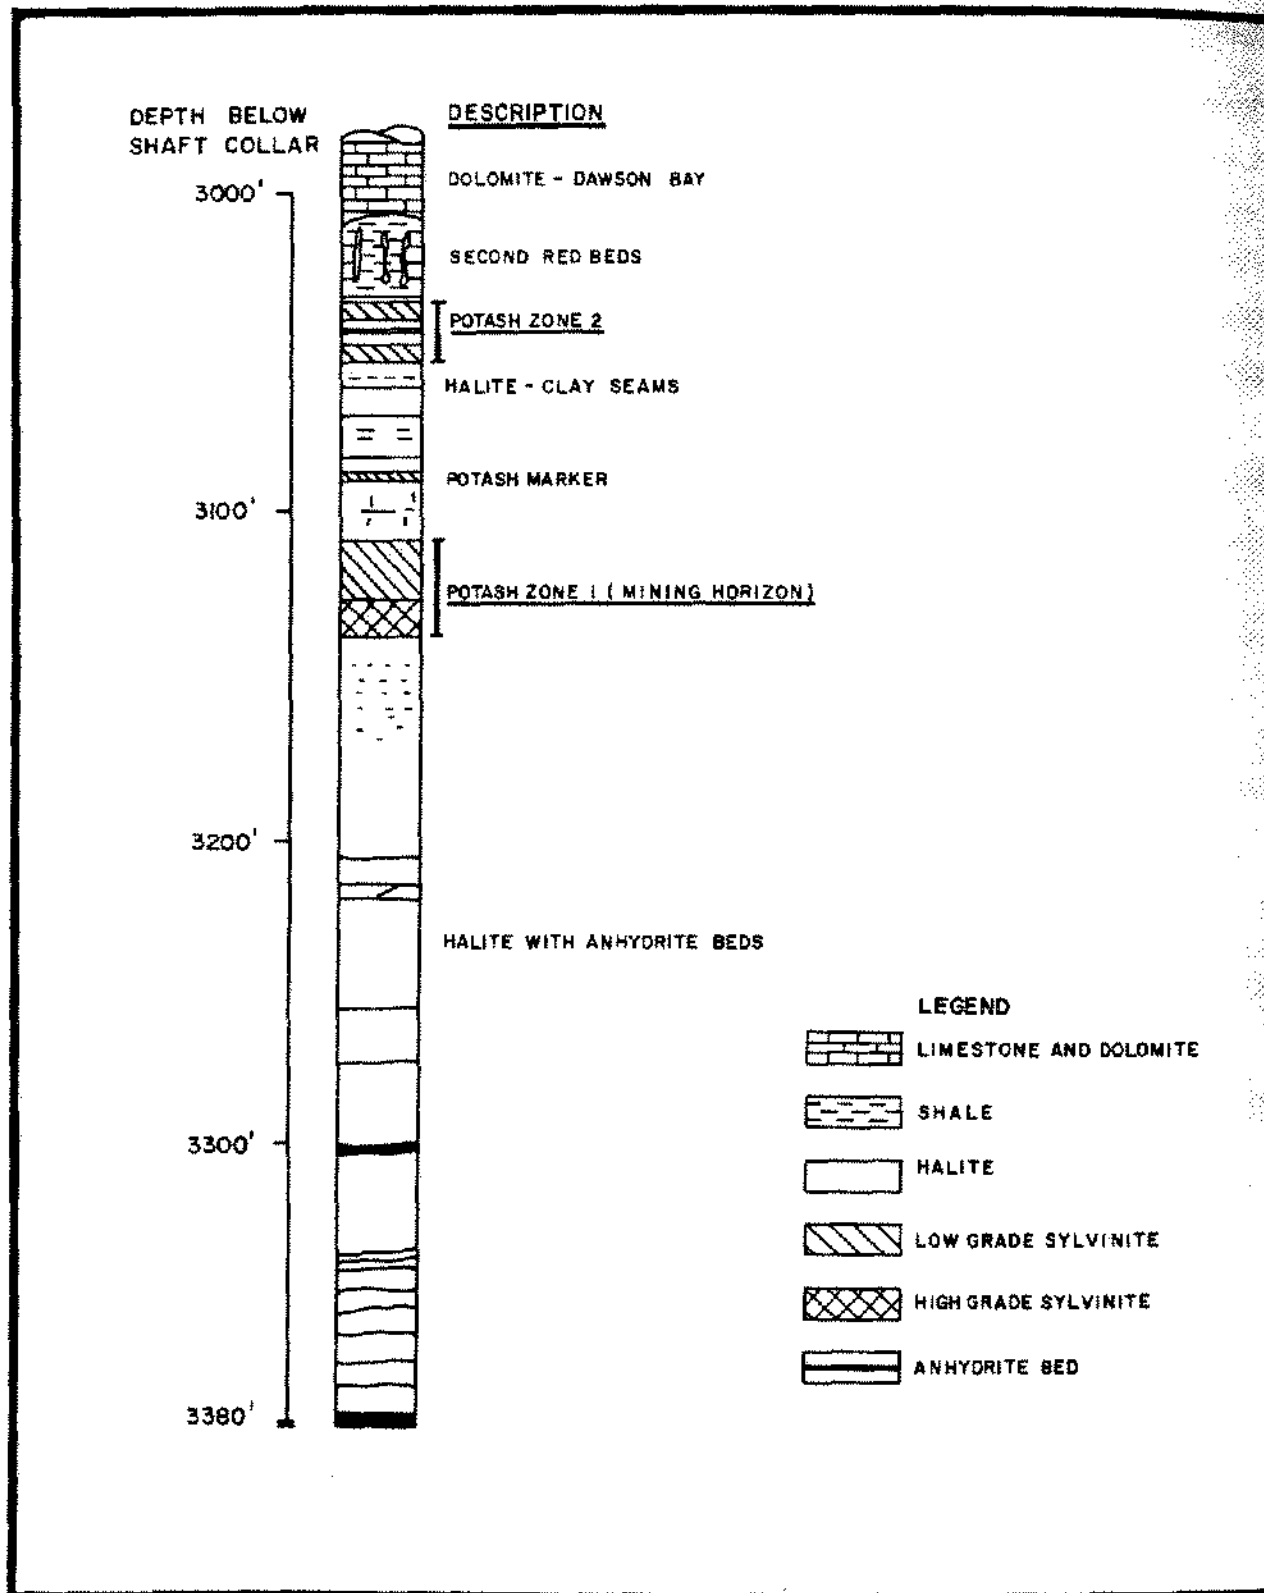 DEPTH BELOW
SHAFT COLLAR
DESCRIPTION
DOLOMITE - DAWSON BAY
3000'
SECOND RED BEDS
POTASH ZONE 2
HALITE - CLAY SEAMS
POTASH MARKER
3100'
POTASH ZONE 1 ( MINING HORIZON)
3200'
HALITE WITH ANHYDRITE BEDS
3300'
3380'
LEGEND
LIMESTONE AND DOLOMITE
SHALE
HALITE
LOW GRADE SYLVINITE
HIGH GRADE SYLVINITE
ANHYDRITE BED